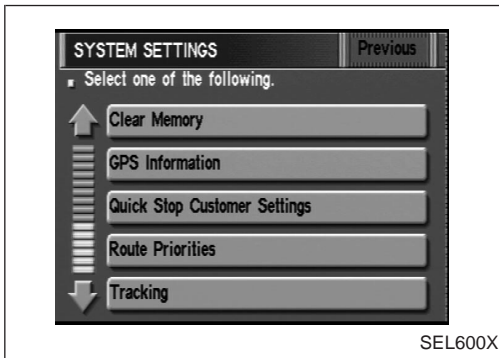 SYSTEM SETTINGS Previous
Select one of the following.
Clear Memory
GPS Information
Quick Stop Customer Settings
Route Priorities
Tracking
SEL600X